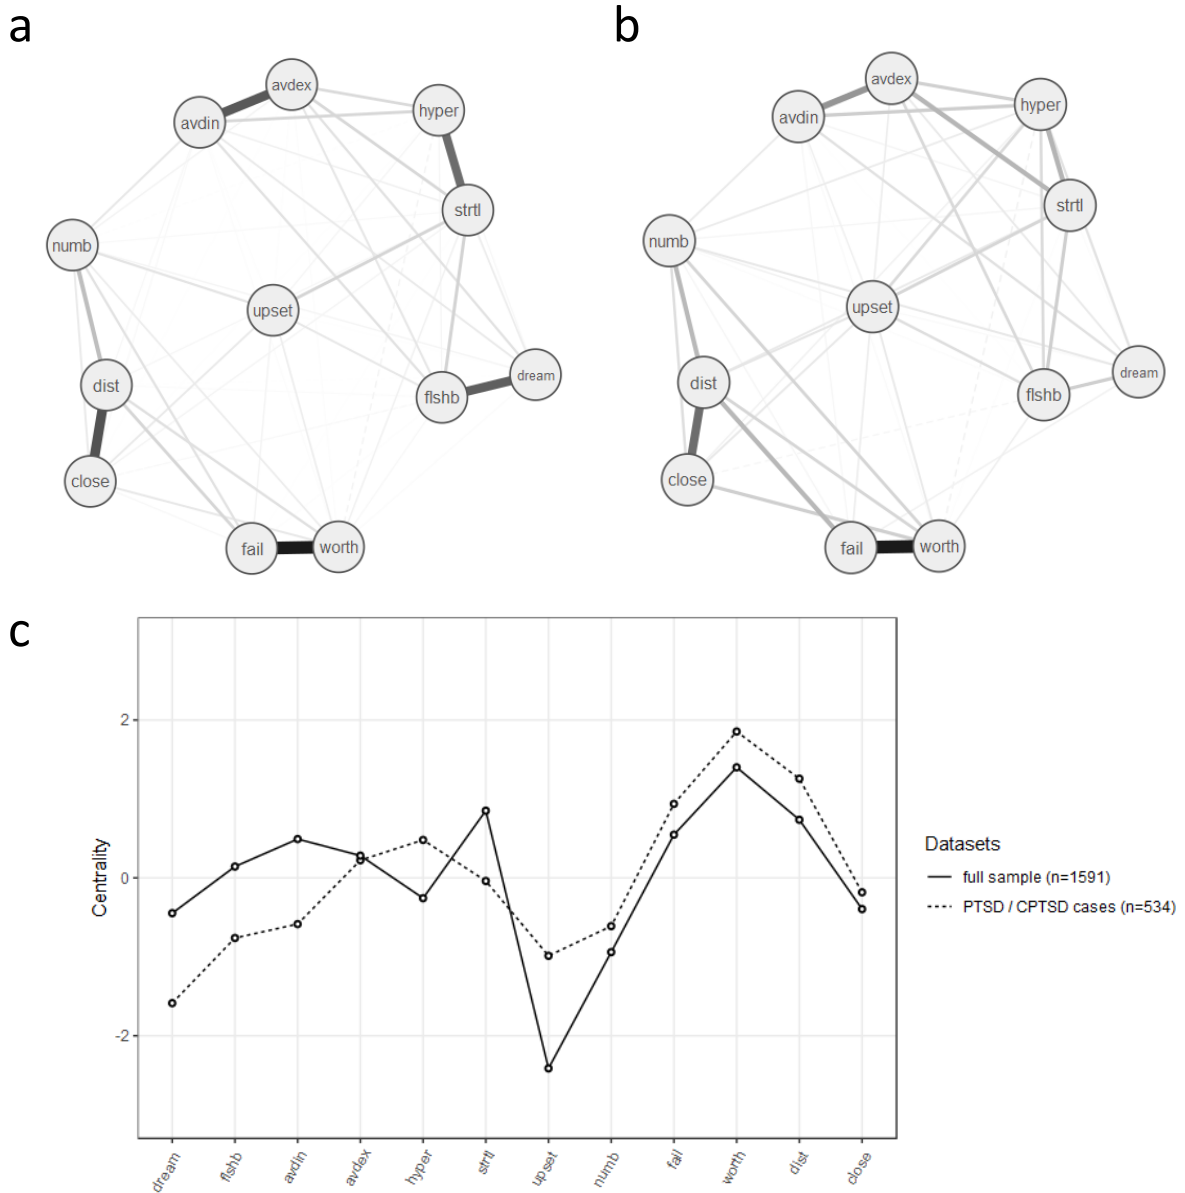 a
b
avdex
avdin
hyper
strtl
numb
upset
dist
dream
flshb
close
fail
worth
avdex
avdin
hyper
strtl
numb
upset
dist
dream
flshb
close
fail
worth
c
2
0
-2
Centrality
dream
flshb
avdin
avdex
hyper
strtl
upset
numb
fail
worth
dist
close
Datasets
full sample (n=1591)
PTSD / CPTSD cases (n=534)